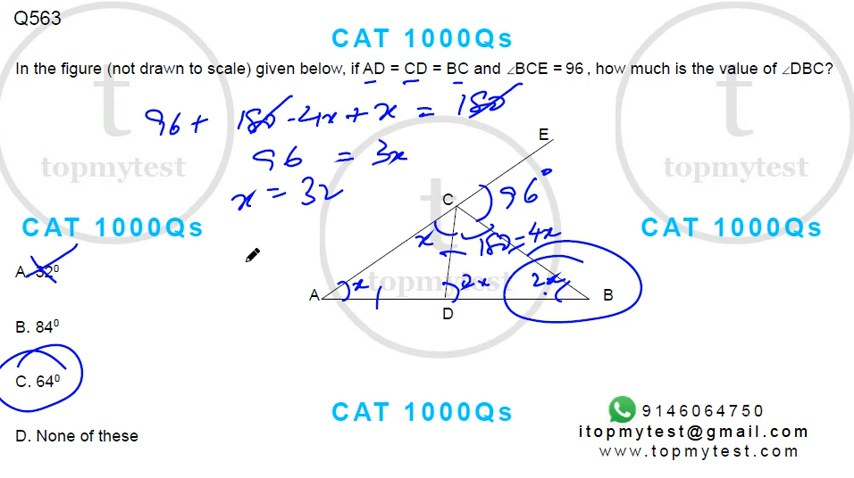 Q563
CAT 1000Qs
In the figure (not drawn to scale) given below, if AD = CD = BC and ∠BCE = 96 , how much is the value of ∠DBC?
96 + 180 - 4x + x = 180
96 = 3x
x = 32
t
topmytest
t
topmytest
t
topmytest
E
C
96°
CAT 1000Qs
CAT 1000Qs
x
180 - 4x
A. 32⁰
A
x
2x
2x
B
D
B. 84⁰
C. 64⁰
CAT 1000Qs
9146064750
itopmytest@gmail.com
www.topmytest.com
D. None of these